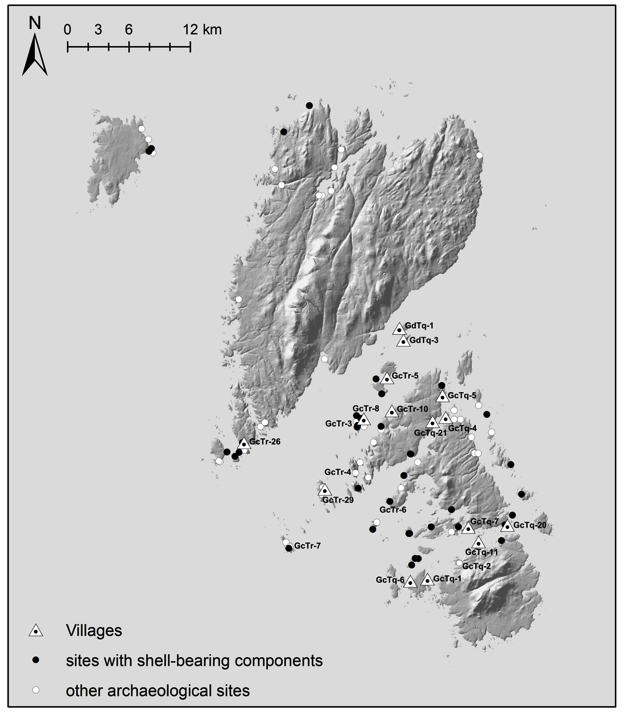 N
0 3 6 12 km
GdTq-1
GdTq-3
GcTr-5
GcTq-5
GcTr-8
GcTr-10
GcTr-3
GcTq-4
GcTq-21
GcTr-26
GcTr-4
GcTr-29
GcTr-6
GcTq-7
GcTq-20
GcTr-7
GcTq-11
GcTq-2
GcTq-6
GcTq-1
Villages
sites with shell-bearing components
other archaeological sites